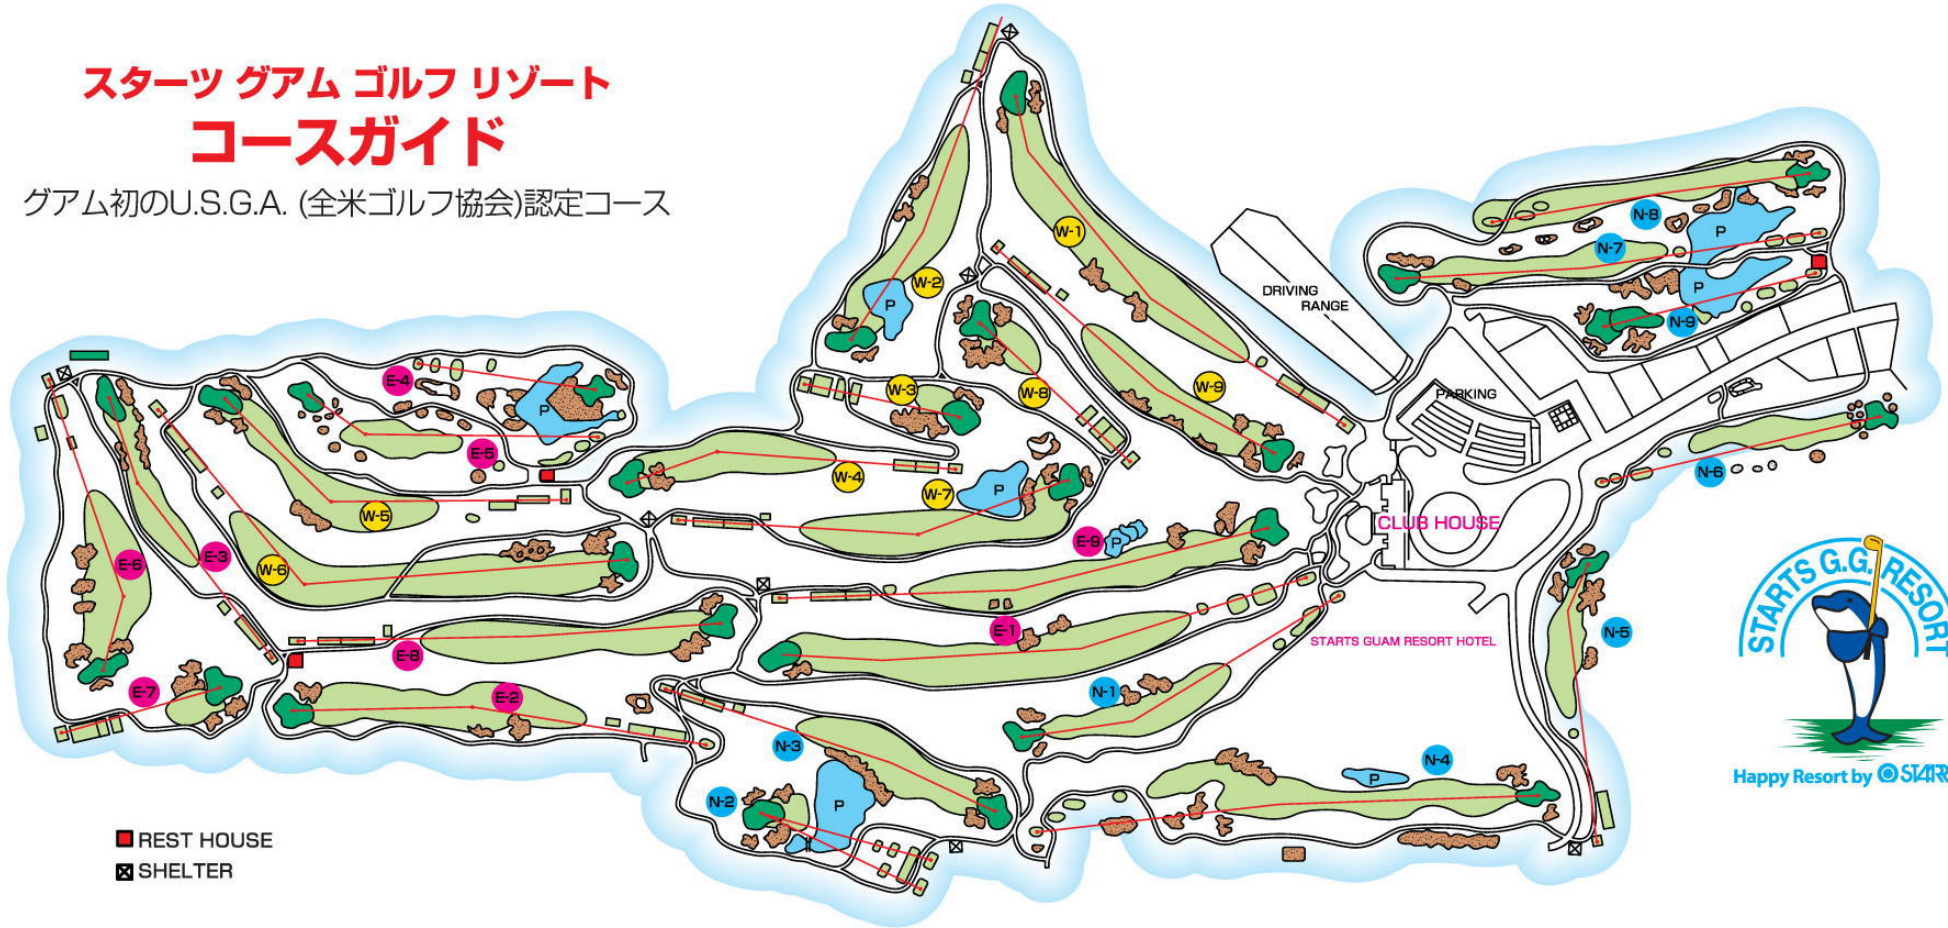 スターツ グアム ゴルフ リゾート
コースガイド
グアム初のU.S.G.A. (全米ゴルフ協会)認定コース
W-1
N-8
P
N-7
W-2
P
DRIVING
RANGE
P
N-9
E-4
W-3
W-8
W-9
PARKING
P
E-5
W-4
W-7
P
N-6
W-5
CLUB HOUSE
E-9
P
E-3
E-6
W-6
STARTS G.G. RESORT
E-1
N-5
STARTS GUAM RESORT HOTEL
E-8
E-7
E-2
N-1
N-3
N-4
P
Happy Resort by
N-2
P
REST HOUSE
SHELTER